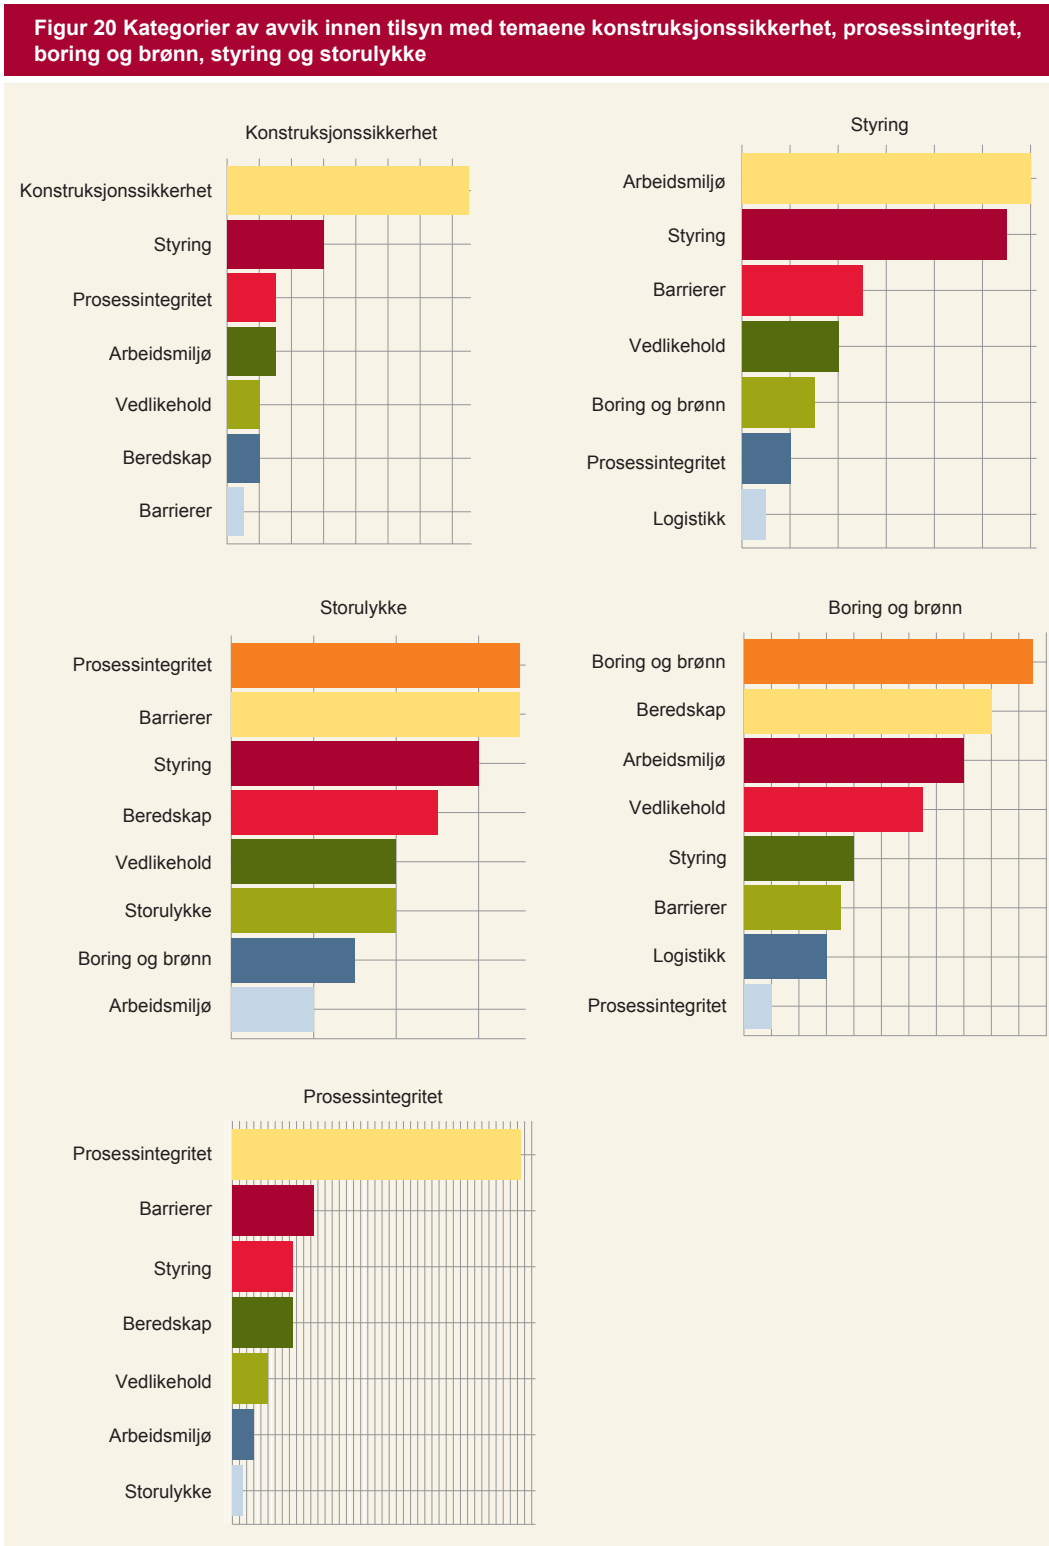 Figur 20 Kategorier av avvik innen tilsyn med temaene konstruksjonssikkerhet, prosessintegritet,
boring og brønn, styring og storulykke
Konstruksjonssikkerhet
Konstruksjonssikkerhet
Styring
Prosessintegritet
Arbeidsmiljø
Vedlikehold
Beredskap
Barrierer
Styring
Arbeidsmiljø
Styring
Barrierer
Vedlikehold
Boring og brønn
Prosessintegritet
Logistikk
Storulykke
Prosessintegritet
Barrierer
Styring
Beredskap
Vedlikehold
Storulykke
Boring og brønn
Arbeidsmiljø
Boring og brønn
Boring og brønn
Beredskap
Arbeidsmiljø
Vedlikehold
Styring
Barrierer
Logistikk
Prosessintegritet
Prosessintegritet
Prosessintegritet
Barrierer
Styring
Beredskap
Vedlikehold
Arbeidsmiljø
Storulykke